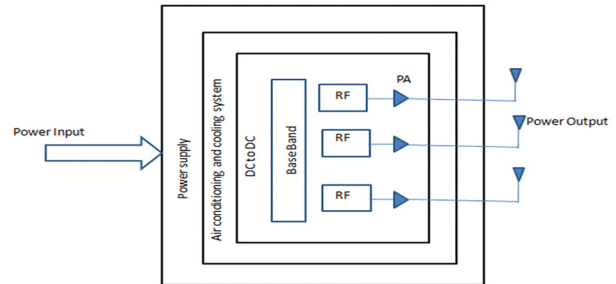 Power Input
Power supply
Air conditioning and cooling system
DC to DC
BaseBand
RF
RF
RF
PA
Power Output